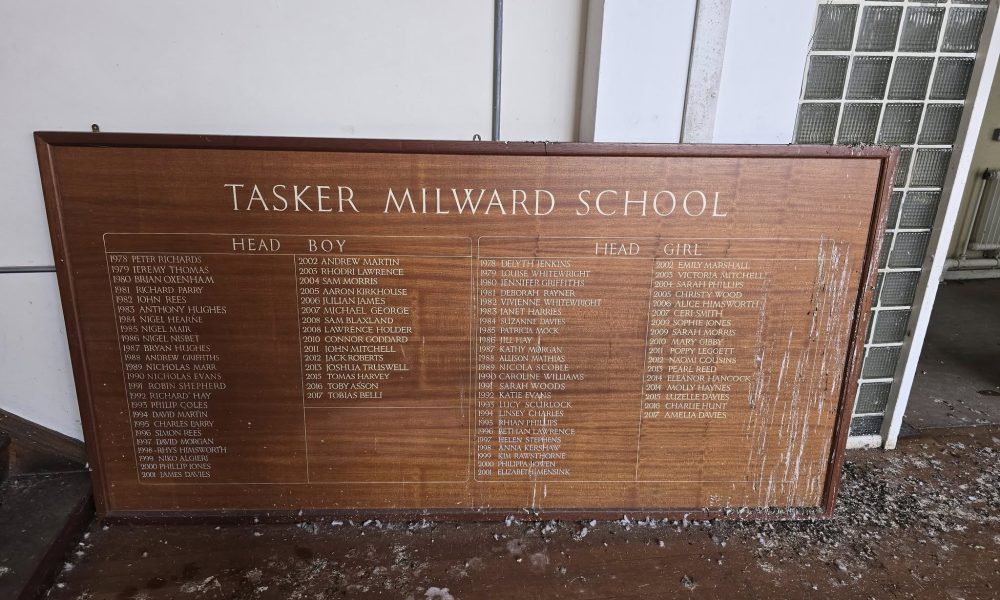 TASKER MILWARD SCHOOL
HEAD BOY
1978 PETER RICHARDS
1979 JEREMY THOMAS
1980 BRIAN OXENHAM
1981 RICHARD PARRY
1982 JOHN REES
1983 ANTHONY HUGHES
1984 NIGEL HEARNE
1985 NIGEL MAIR
1986 NIGEL NISBET
1987 BRYAN HUGHES
1988 ANDREW GRIFFITHS
1989 NICHOLAS MARR
1990 NICHOLAS EVANS
1991 ROBIN SHEPHERD
1992 RICHARD HAY
1993 PHILIP COLES
1994 DAVID MARTIN
1995 CHARLES PARRY
1996 SIMON REES
1997 DAVID MORGAN
1998 RHYS HIMSWORTH
1999 NIKO ALGIERI
2000 PHILLIP JONES
2001 JAMES DAVIES
2002 ANDREW MARTIN
2003 RHODRI LAWRENCE
2004 SAM MORRIS
2005 AARON KIRKHOUSE
2006 JULIAN JAMES
2007 MICHAEL GEORGE
2008 SAM BLAXLAND
2008 LAWRENCE HOLDER
2010 CONNOR GODDARD
2011 JOHN MITCHELL
2012 JACK ROBERTS
2013 JOSHUA TRUSWELL
2015 TOMAS HARVEY
2016 TOBY ASSON
2017 TOBIAS BELLI
HEAD GIRL
1978 DELYTH JENKINS
1979 LOUISE WHITEWRIGHT
1980 JENNIFER GRIFFITHS
1981 DEBORAH RAYNER
1982 VIVIENNE WHITEWRIGHT
1983 JANET HARRIES
1984 SUZANNE DAVIES
1985 PATRICIA MOCK
1986 JILL HAY
1987 KATHY MORGAN
1988 ALLISON MATHIAS
1989 NICOLA SCOBLE
1990 CAROLINE WILLIAMS
1991 SARAH WOODS
1992 KATIE EVANS
1993 LUCY SCURLOCK
1994 LINSEY CHARLES
1995 RHIAN PHILLIPS
1996 BETHAN LAWRENCE
1997 HELEN STEPHENS
1998 ANNA KERSHAW
1999 KIM RAWNTHORNE
2000 PHILIPPA BOWEN
2001 ELIZABETH MENSINK
2002 EMILY MARSHALL
2003 VICTORIA MITCHELL
2004 SARAH PHILLIPS
2005 CHRISTY WOOD
2006 ALICE HIMSWORTH
2007 CERI SMITH
2009 SOPHIE JONES
2009 SARAH MORRIS
2010 MARY GIBBY
2011 POPPY LEGGETT
2012 NAOMI COUSINS
2013 PEARL REED
2014 ELEANOR HANCOCK
2014 MOLLY HAYNES
2015 LUZELLE DAVIES
2016 CHARLIE HUNT
2017 AMELIA DAVIES